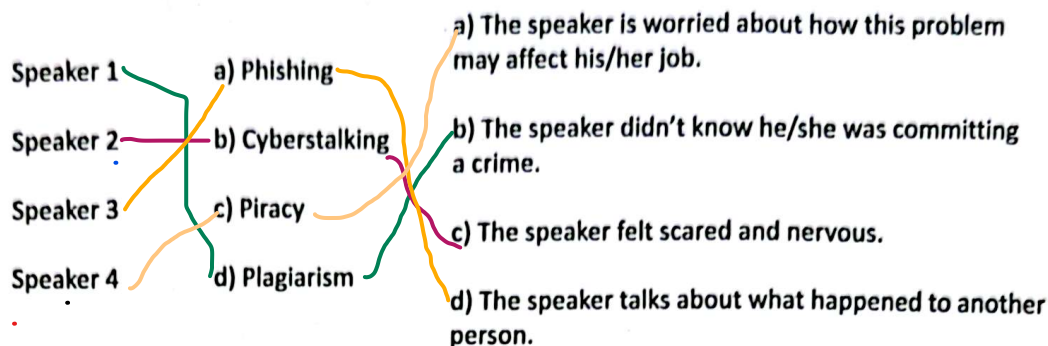 Speaker 1
Speaker 2
Speaker 3
Speaker 4
a) Phishing
b) Cyberstalking
c) Piracy
d) Plagiarism
a) The speaker is worried about how this problem
may affect his/her job.
b) The speaker didn't know he/she was committing
a crime.
c) The speaker felt scared and nervous.
d) The speaker talks about what happened to another
person.